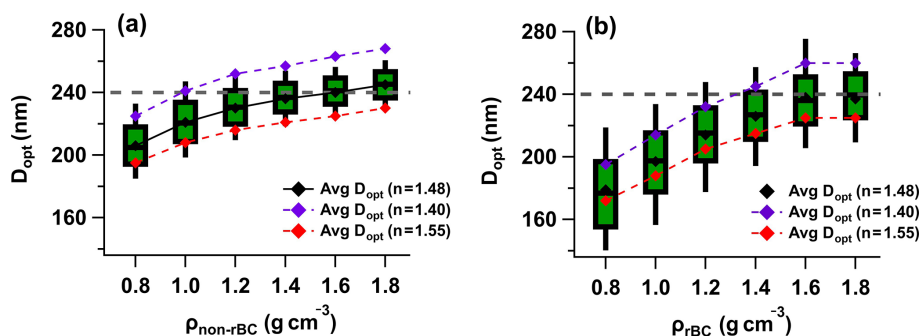 (a)
280
240
200
160
D_opt (nm)
Avg D_opt (n=1.48)
Avg D_opt (n=1.40)
Avg D_opt (n=1.55)
0.8 1.0 1.2 1.4 1.6 1.8
ρ_non-rBC (g cm⁻³)
(b)
280
240
200
160
D_opt (nm)
Avg D_opt (n=1.48)
Avg D_opt (n=1.40)
Avg D_opt (n=1.55)
0.8 1.0 1.2 1.4 1.6 1.8
ρ_rBC (g cm⁻³)